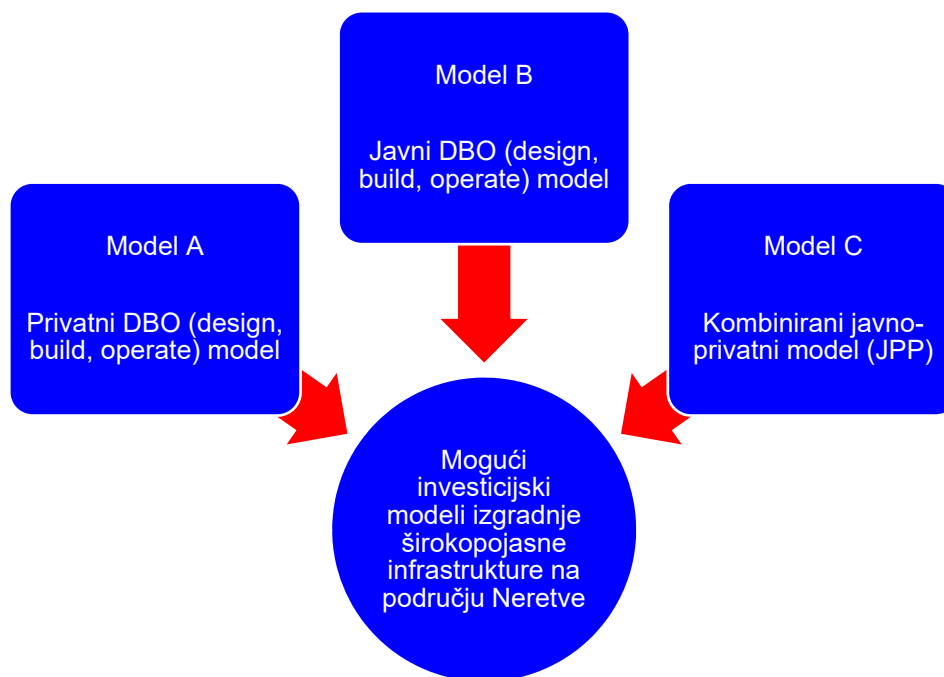 Model A
Privatni DBO (design,
build, operate) model
Model B
Javni DBO (design,
build, operate) model
Model C
Kombinirani javno-
privatni model (JPP)
Mogući
investicijski
modeli izgradnje
širokopojasne
infrastrukture na
području Neretve